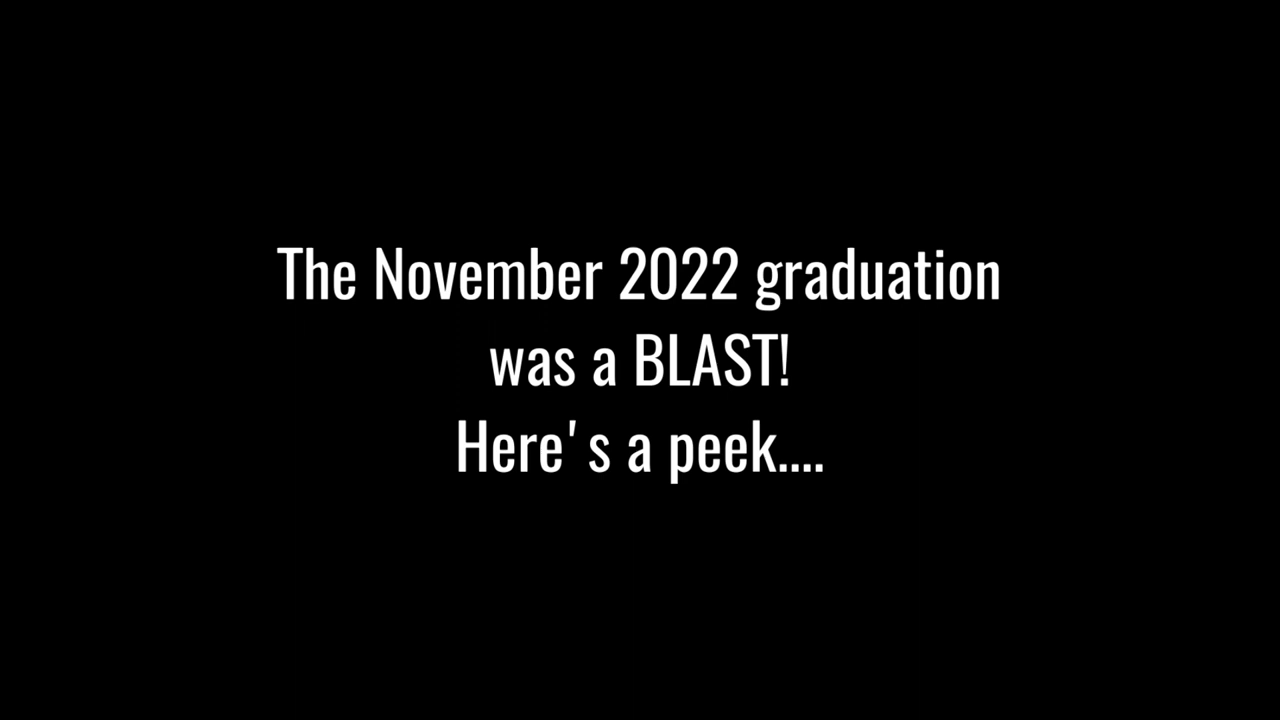 The November 2022 graduation
was a BLAST!
Here's a peek....